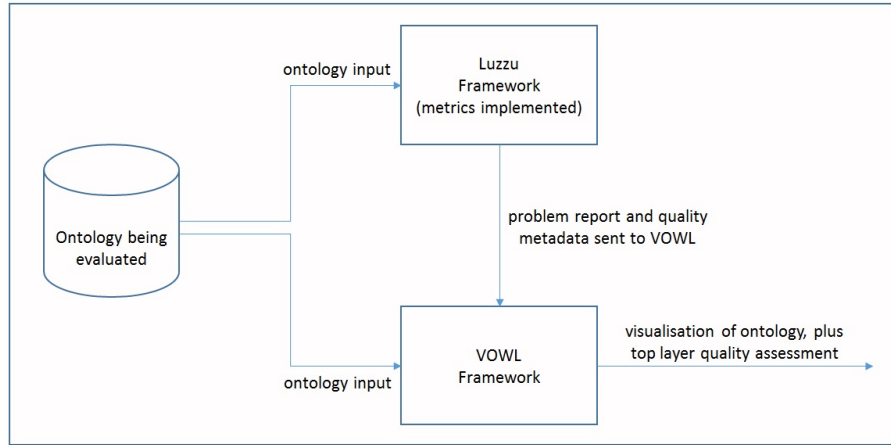 ontology input
Luzzu
Framework
(metrics implemented)
Ontology being
evaluated
problem report and quality
metadata sent to VOWL
ontology input
VOWL
Framework
visualisation of ontology, plus
top layer quality assessment